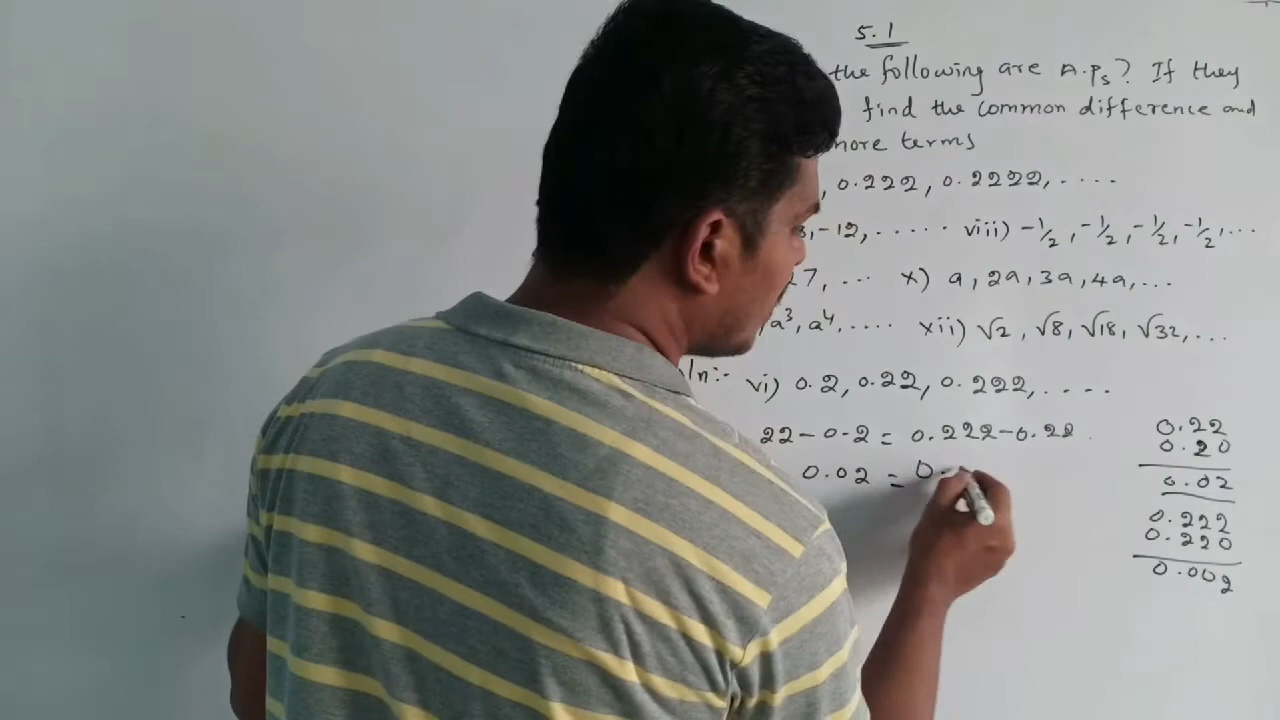 5.1
the following are A.Ps? If they
find the common difference and
more terms
, 0.222, 0.2222, ....
, -12, ..... viii) -1/2, -1/2, -1/2, -1/2, ...
27, ... x) a, 2a, 3a, 4a, ...
, a³, a⁴, .... xii) √2, √8, √18, √32, ...
ln:- vi) 0.2, 0.22, 0.222, ....
22 - 0.2 = 0.222 - 0.22
0.02 = 0.
0.22
0.20
0.02
0.222
0.220
0.002